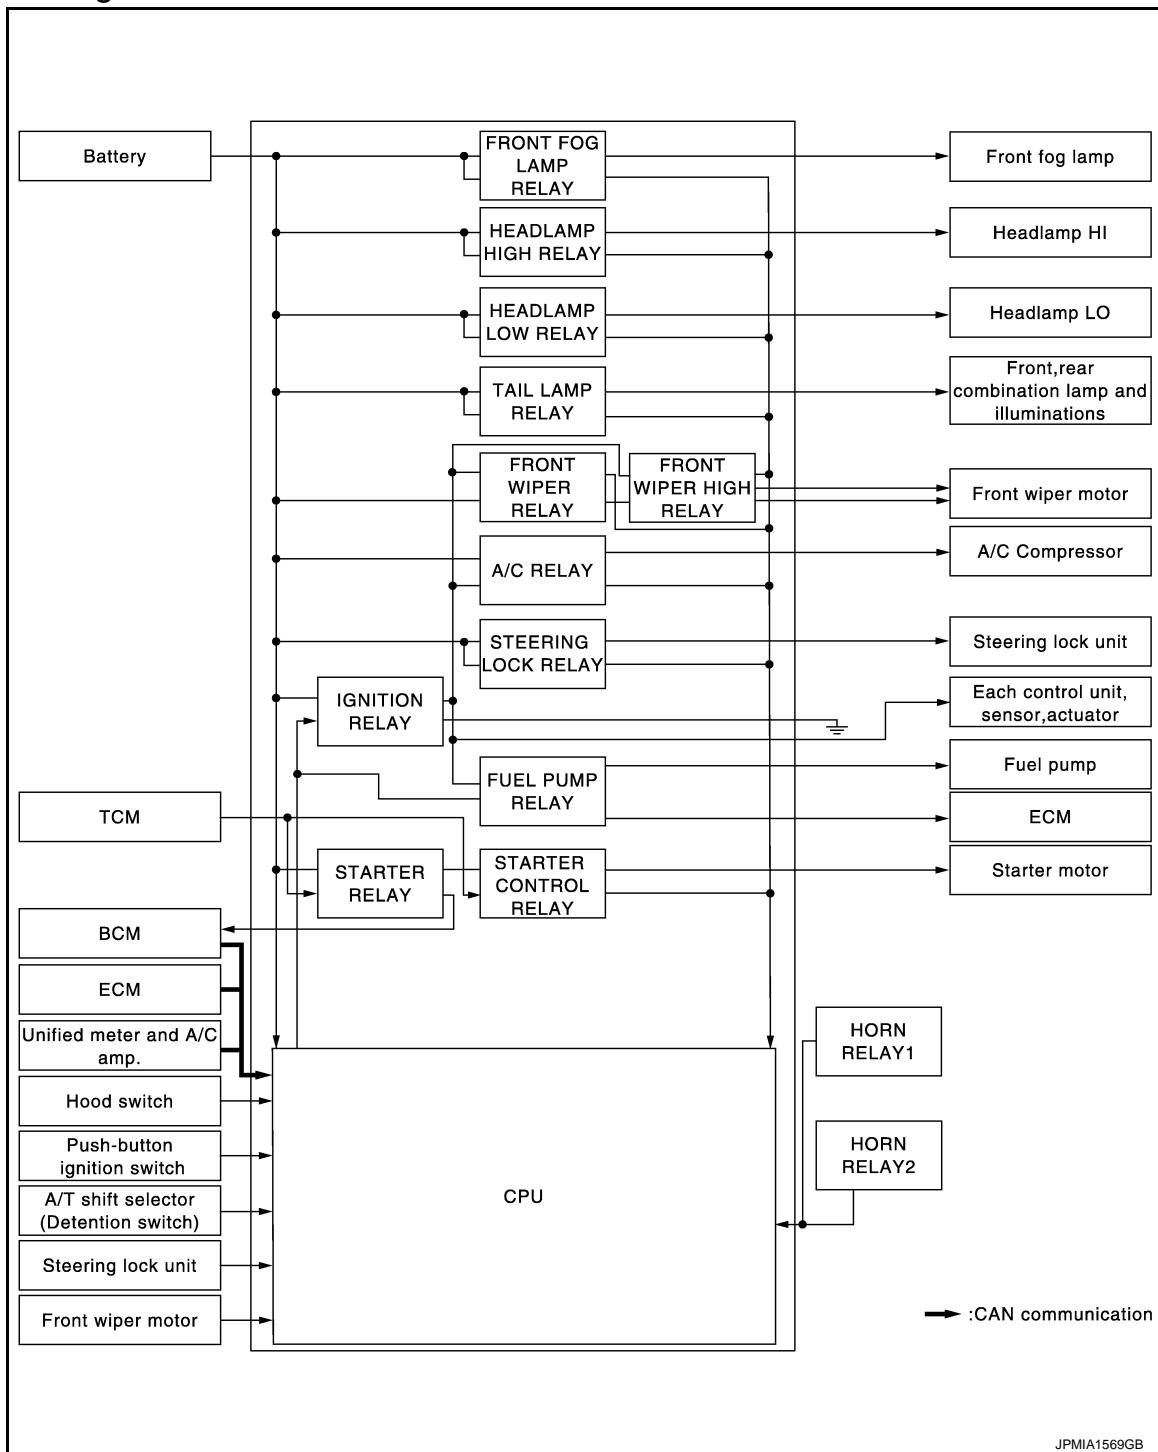 Battery
FRONT FOG
LAMP
RELAY
Front fog lamp
HEADLAMP
HIGH RELAY
Headlamp HI
HEADLAMP
LOW RELAY
Headlamp LO
TAIL LAMP
RELAY
Front,rear
combination lamp and
illuminations
FRONT
WIPER
RELAY
FRONT
WIPER HIGH
RELAY
Front wiper motor
A/C RELAY
A/C Compressor
STEERING
LOCK RELAY
Steering lock unit
IGNITION
RELAY
Each control unit,
sensor,actuator
FUEL PUMP
RELAY
Fuel pump
TCM
ECM
STARTER
RELAY
STARTER
CONTROL
RELAY
Starter motor
BCM
ECM
Unified meter and A/C
amp.
Hood switch
Push-button
ignition switch
A/T shift selector
(Detention switch)
Steering lock unit
Front wiper motor
CPU
HORN
RELAY1
HORN
RELAY2
:CAN communication
JPMIA1569GB